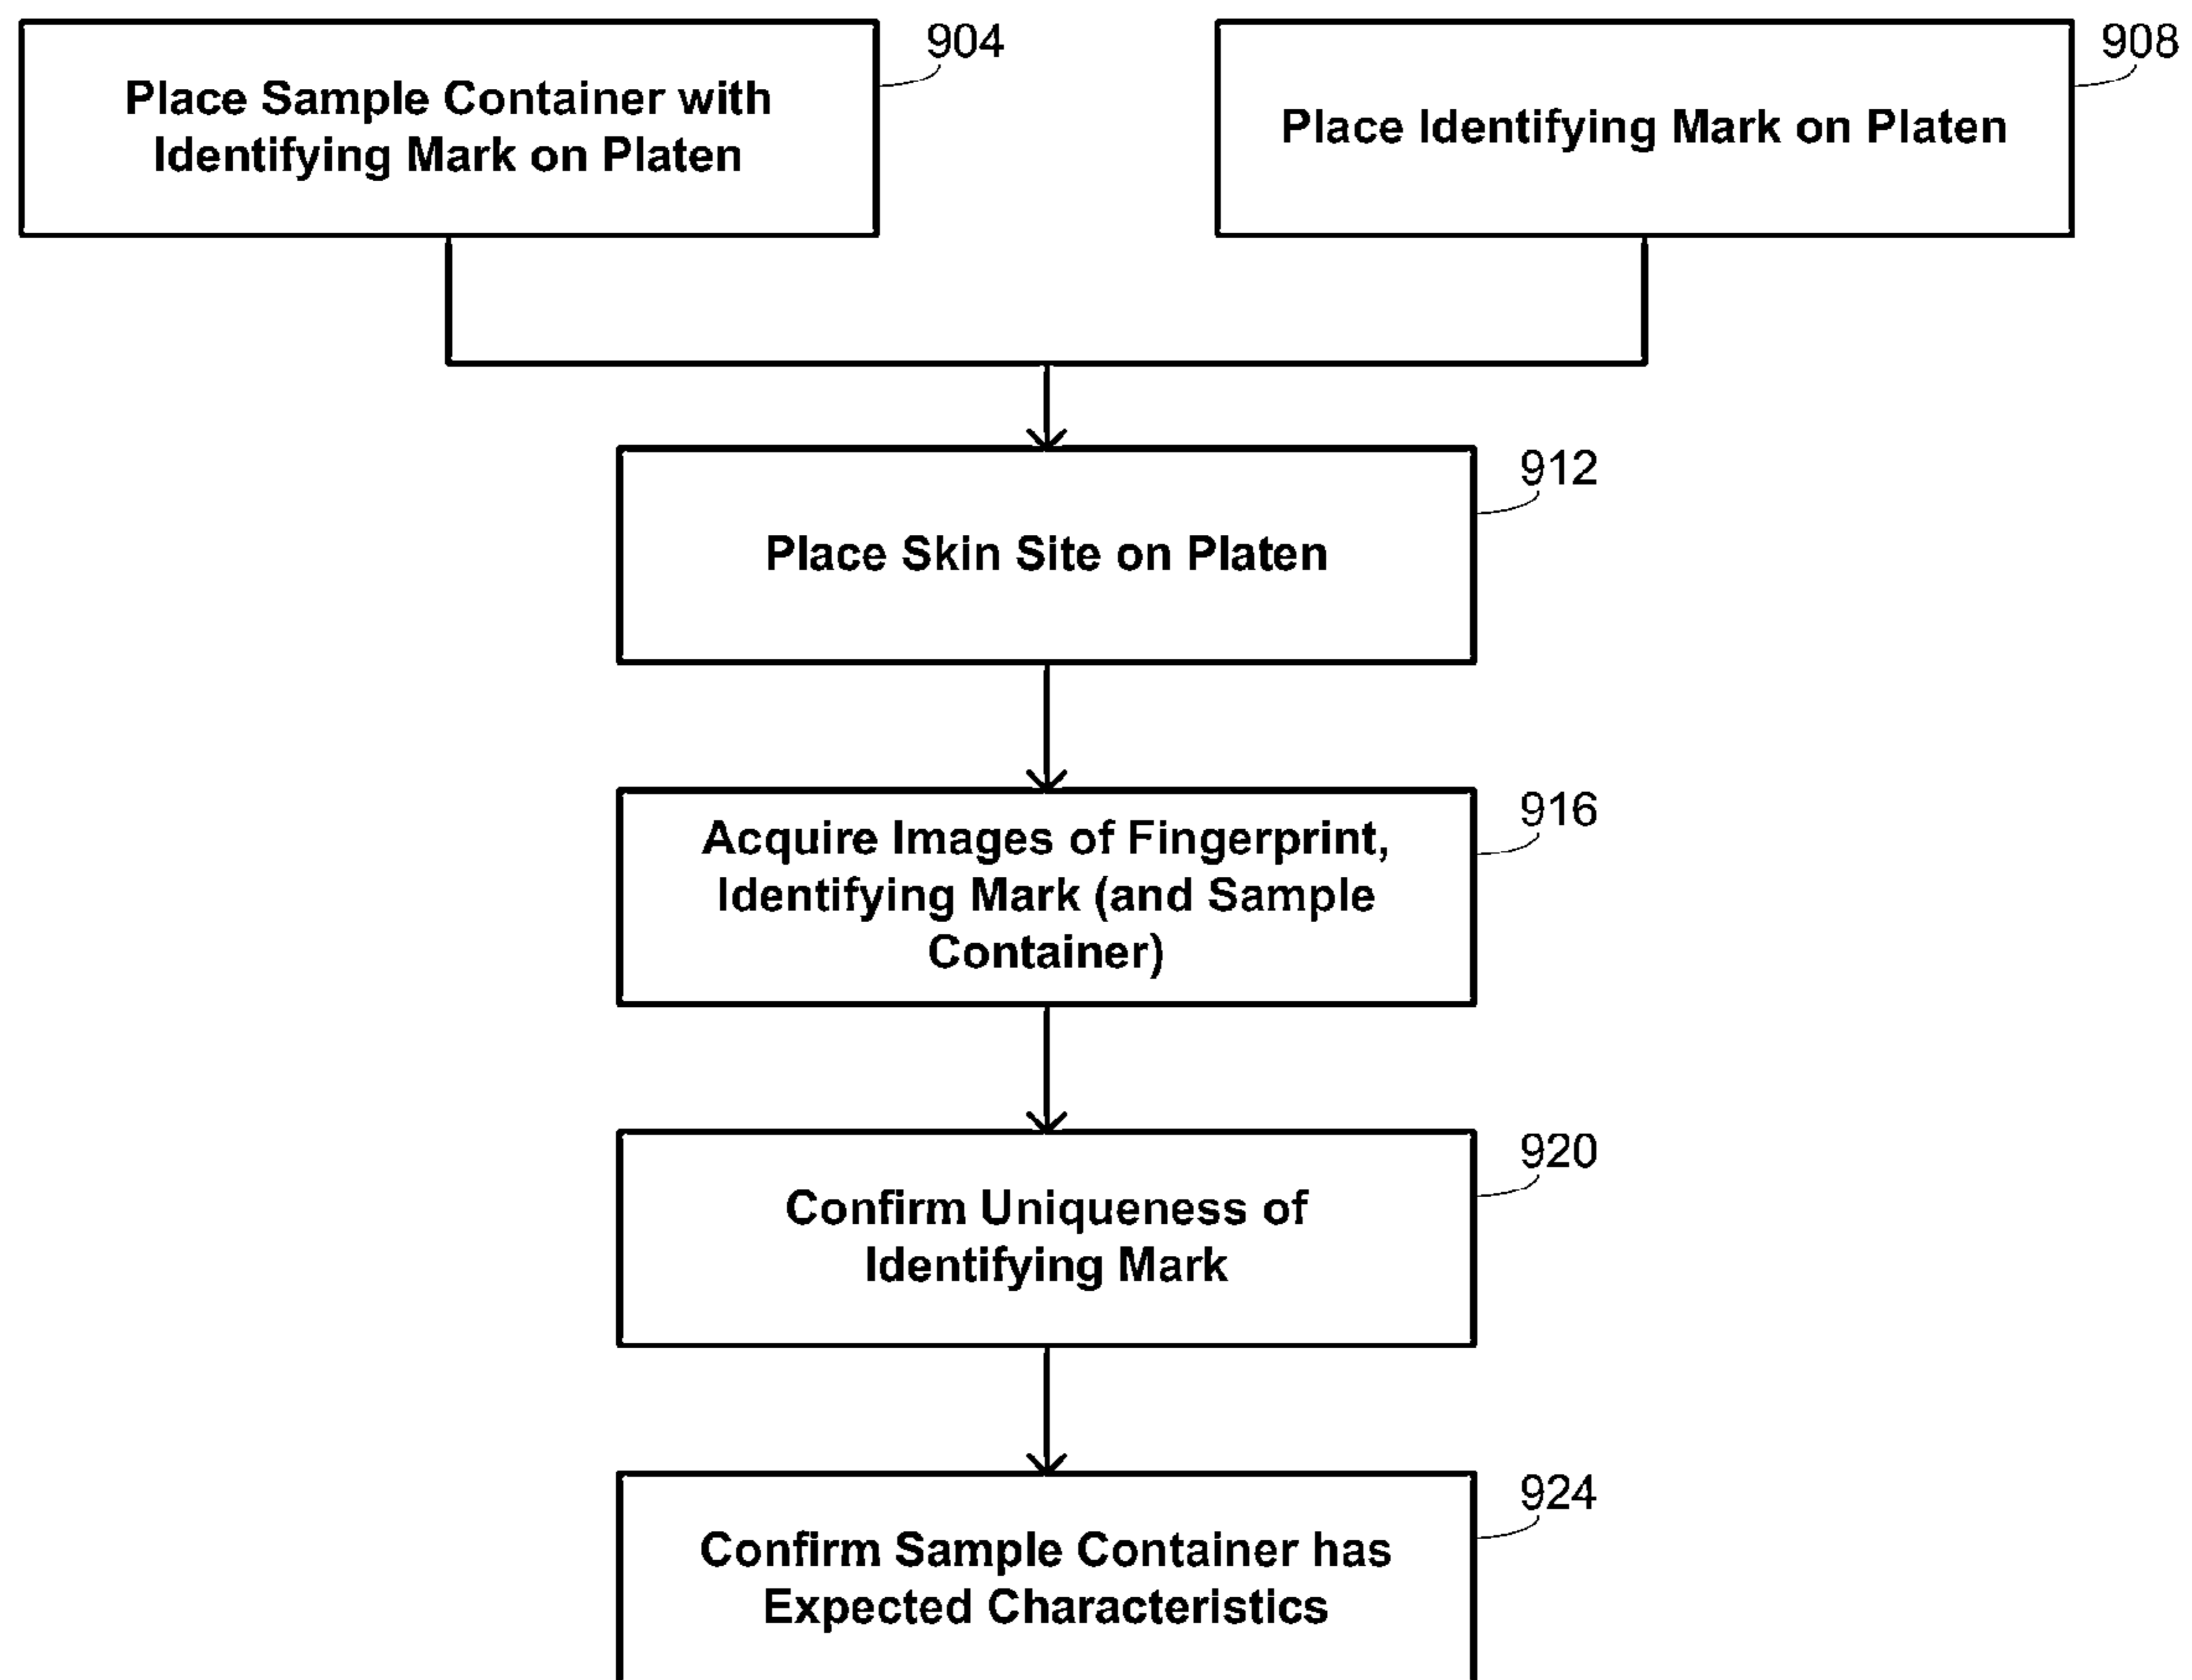 904
Place Sample Container with
Identifying Mark on Platen
908
Place Identifying Mark on Platen
912
Place Skin Site on Platen
916
Acquire Images of Fingerprint,
Identifying Mark (and Sample
Container)
920
Confirm Uniqueness of
Identifying Mark
924
Confirm Sample Container has
Expected Characteristics